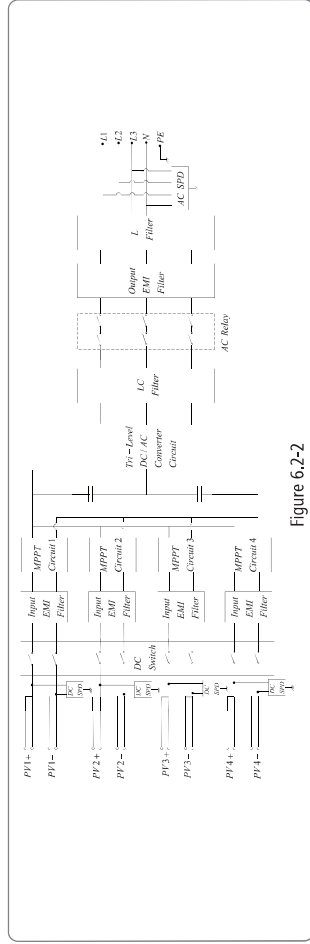 PV1+
PV1−
PV2+
PV2−
PV3+
PV3−
PV4+
PV4−
DC
SPD
DC
SPD
DC
SPD
DC
SPD
DC
Switch
Input
EMI
Filter
Input
EMI
Filter
Input
EMI
Filter
Input
EMI
Filter
MPPT
Circuit 1
MPPT
Circuit 2
MPPT
Circuit 3
MPPT
Circuit 4
Tri-Level
DC/AC
Converter
Circuit
LC
Filter
AC Relay
Output
EMI
Filter
L
Filter
AC SPD
L1
L2
L3
N
PE
Figure 6.2-2